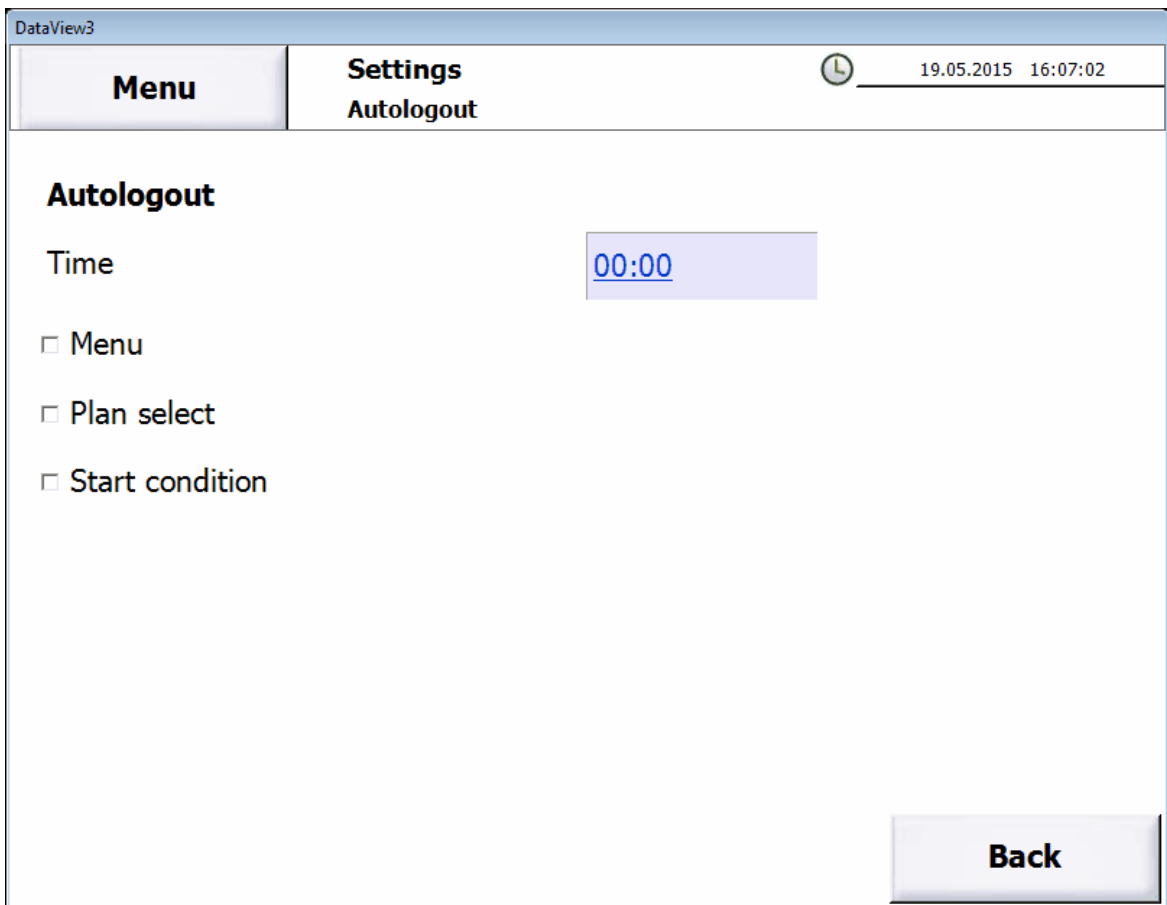 DataView3
Menu
Settings
19.05.2015 16:07:02
Autologout
Autologout
Time
00:00
Menu
Plan select
Start condition
Back